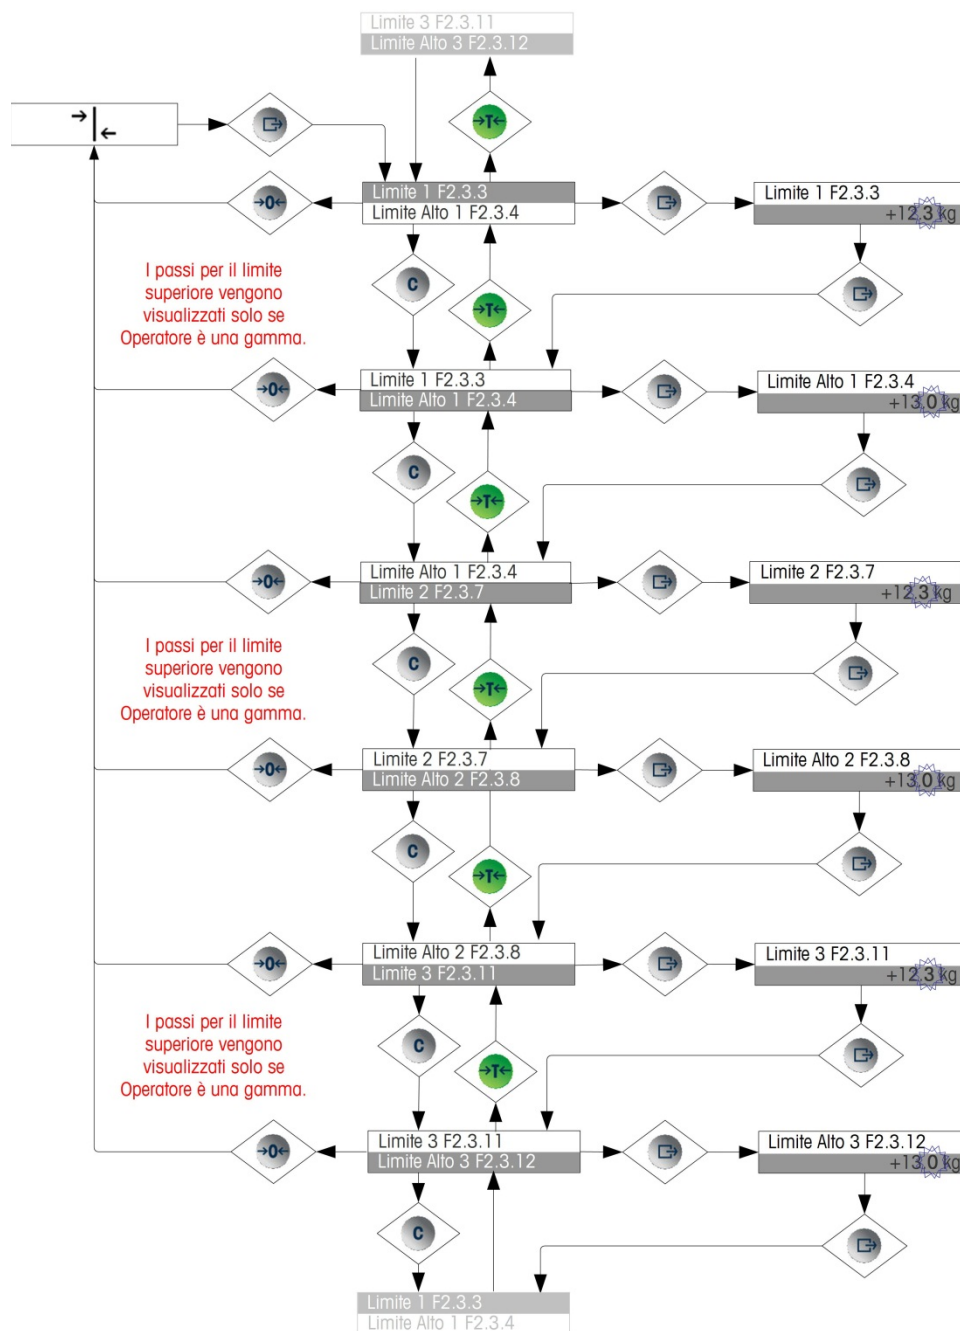 Limite 3 F2.3.11
Limite Alto 3 F2.3.12
→T←
→0←
Limite 1 F2.3.3
Limite Alto 1 F2.3.4
Limite 1 F2.3.3
+12.3 kg
I passi per il limite
superiore vengono
visualizzati solo se
Operatore è una gamma.
C
→T←
→0←
Limite 1 F2.3.3
Limite Alto 1 F2.3.4
Limite Alto 1 F2.3.4
+13.0 kg
C
→T←
→0←
Limite Alto 1 F2.3.4
Limite 2 F2.3.7
Limite 2 F2.3.7
+12.3 kg
I passi per il limite
superiore vengono
visualizzati solo se
Operatore è una gamma.
C
→T←
→0←
Limite 2 F2.3.7
Limite Alto 2 F2.3.8
Limite Alto 2 F2.3.8
+13.0 kg
C
→T←
→0←
Limite Alto 2 F2.3.8
Limite 3 F2.3.11
Limite 3 F2.3.11
+12.3 kg
I passi per il limite
superiore vengono
visualizzati solo se
Operatore è una gamma.
C
→T←
→0←
Limite 3 F2.3.11
Limite Alto 3 F2.3.12
Limite Alto 3 F2.3.12
+13.0 kg
C
Limite 1 F2.3.3
Limite Alto 1 F2.3.4